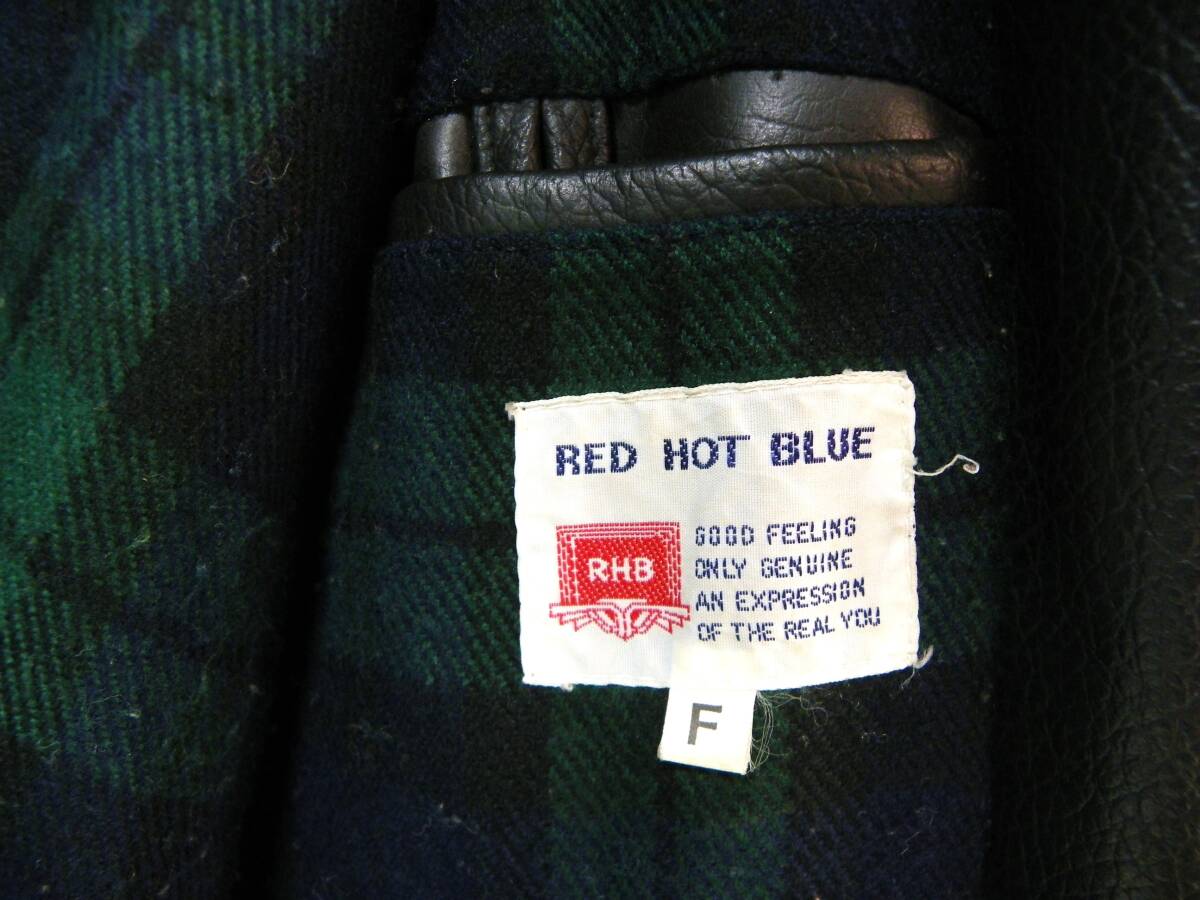 RED HOT BLUE
RHB
GOOD FEELING
ONLY GENUINE
AN EXPRESSION
OF THE REAL YOU
F